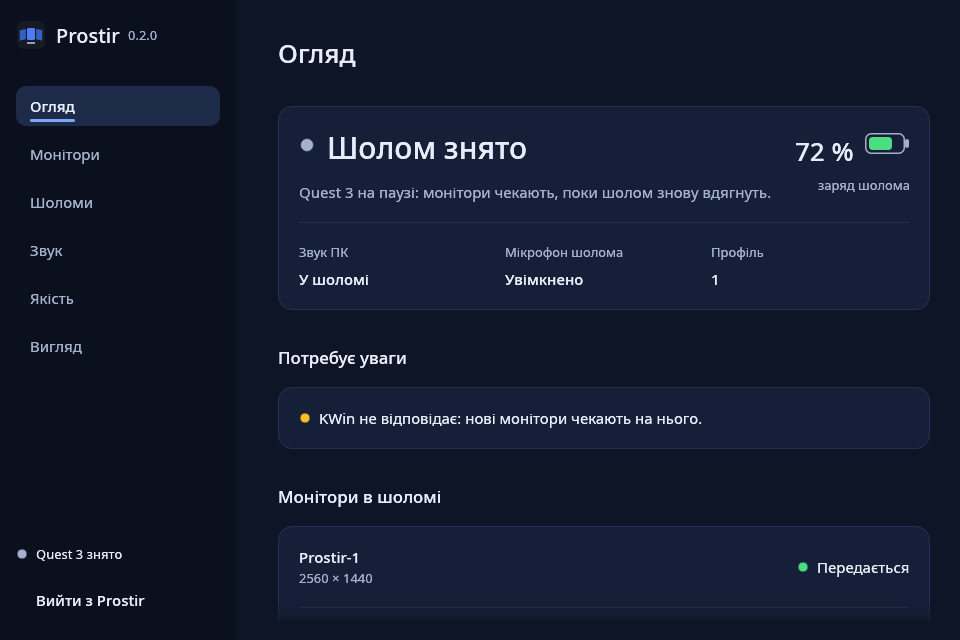 Prostir 0.2.0
Огляд
Монітори
Шоломи
Звук
Якість
Вигляд
Quest 3 знято
Вийти з Prostir
Огляд
Шолом знято
72 %
заряд шолома
Quest 3 на паузі: монітори чекають, поки шолом знову вдягнуть.
Звук ПК
У шоломі
Мікрофон шолома
Увімкнено
Профіль
1
Потребує уваги
KWin не відповідає: нові монітори чекають на нього.
Монітори в шоломі
Prostir-1
2560 × 1440
Передається